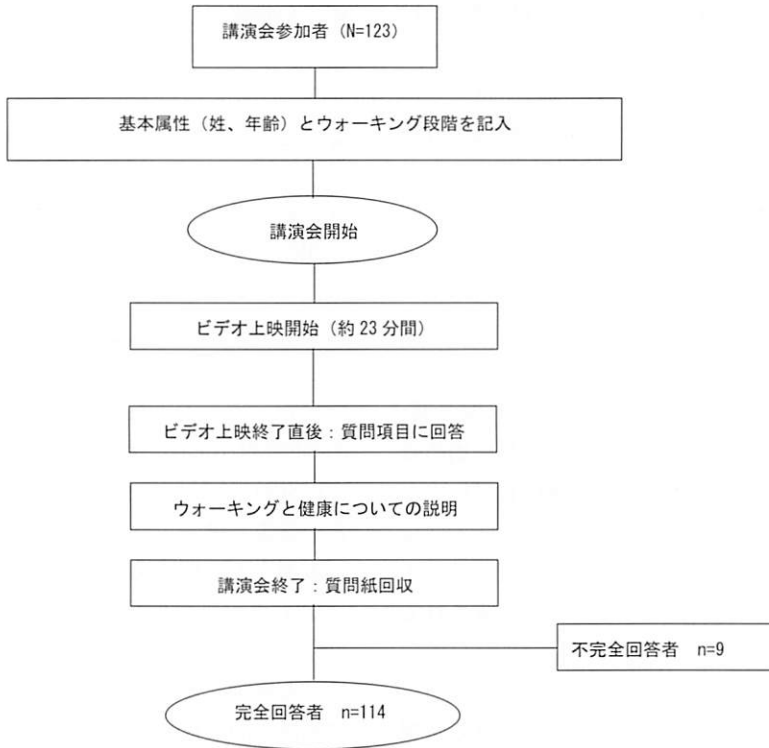 講演会参加者（N=123）
基本属性（姓、年齢）とウォーキング段階を記入
講演会開始
ビデオ上映開始（約23分間）
ビデオ上映終了直後：質問項目に回答
ウォーキングと健康についての説明
講演会終了：質問紙回収
不完全回答者　n=9
完全回答者　n=114